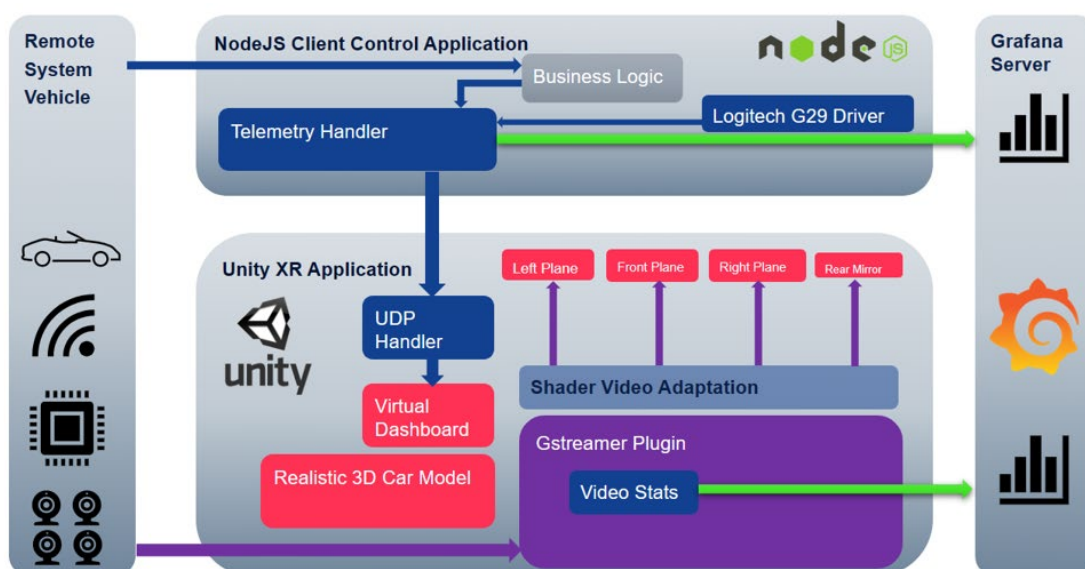 Remote
System
Vehicle
NodeJS Client Control Application
node
JS
Business Logic
Telemetry Handler
Logitech G29 Driver
Grafana
Server
Unity XR Application
unity
Left Plane
Front Plane
Right Plane
Rear Mirror
UDP
Handler
Shader Video Adaptation
Virtual
Dashboard
Gstreamer Plugin
Realistic 3D Car Model
Video Stats